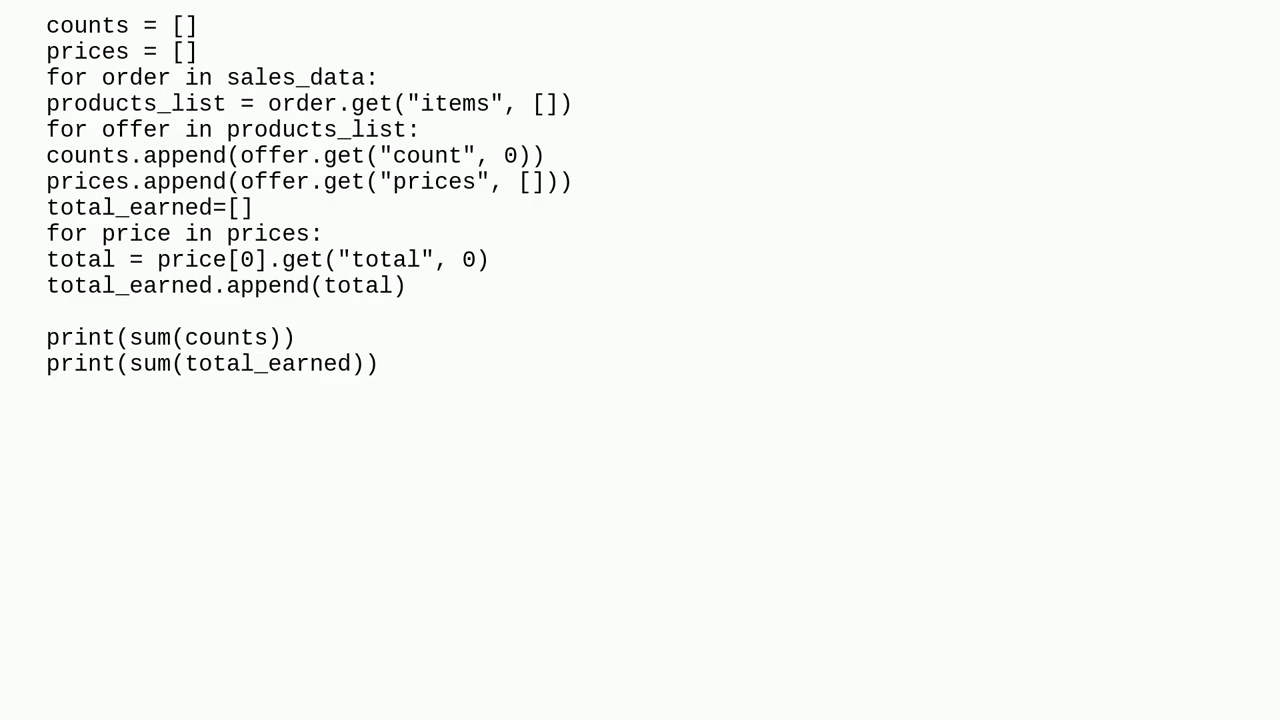 counts = []
prices = []
for order in sales_data:
products_list = order.get("items", [])
for offer in products_list:
counts.append(offer.get("count", 0))
prices.append(offer.get("prices", []))
total_earned=[]
for price in prices:
total = price[0].get("total", 0)
total_earned.append(total)

print(sum(counts))
print(sum(total_earned))